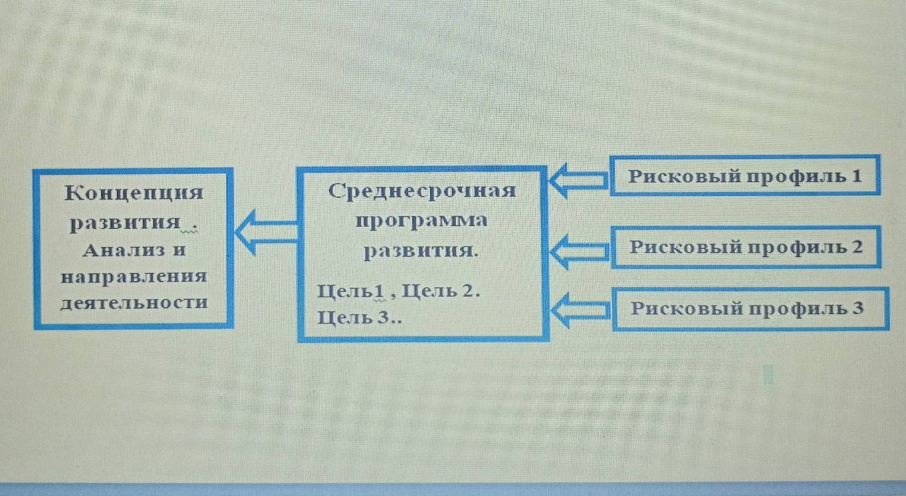 Концепция
развития .
Анализ и
направления
деятельности
Среднесрочная
программа
развития.
Цель1 , Цель 2.
Цель 3..
Рисковый профиль 1
Рисковый профиль 2
Рисковый профиль 3